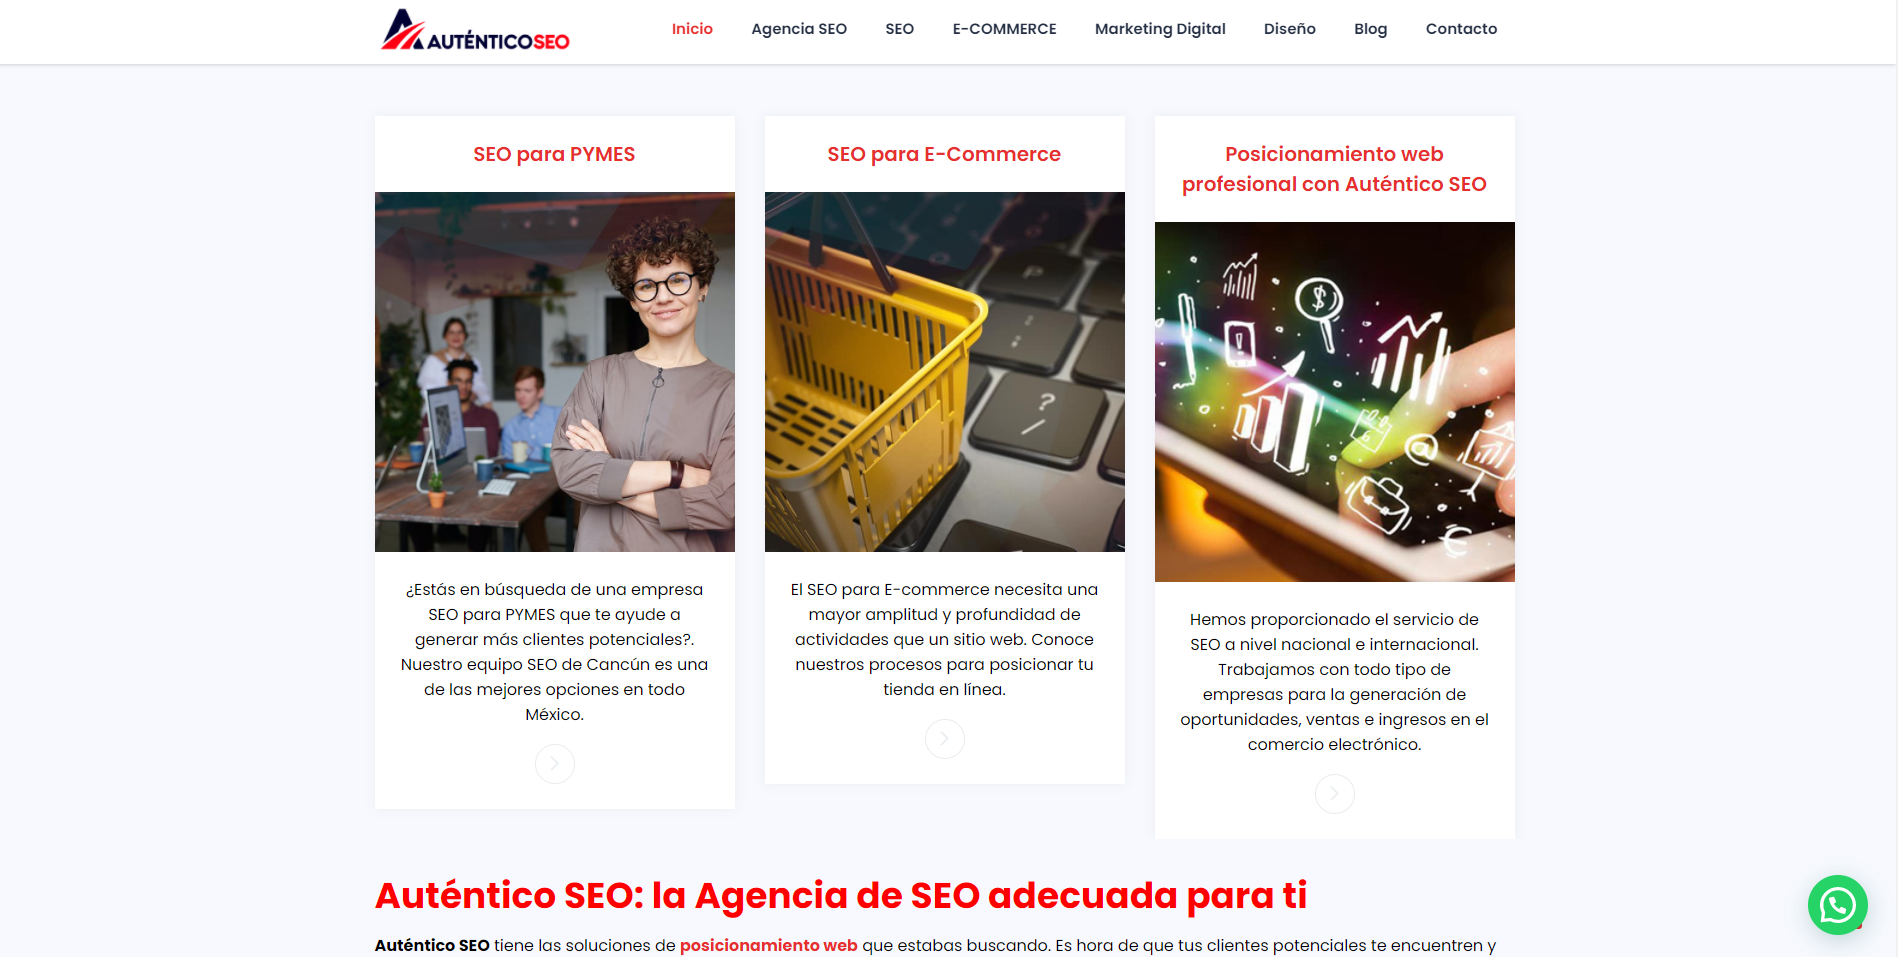 AUTÉNTICOSEO
Inicio
Agencia SEO
SEO
E-COMMERCE
Marketing Digital
Diseño
Blog
Contacto
SEO para PYMES
¿Estás en búsqueda de una empresa
SEO para PYMES que te ayude a
generar más clientes potenciales?.
Nuestro equipo SEO de Cancún es una
de las mejores opciones en todo
México.
SEO para E-Commerce
El SEO para E-commerce necesita una
mayor amplitud y profundidad de
actividades que un sitio web. Conoce
nuestros procesos para posicionar tu
tienda en línea.
Posicionamiento web
profesional con Auténtico SEO
Hemos proporcionado el servicio de
SEO a nivel nacional e internacional.
Trabajamos con todo tipo de
empresas para la generación de
oportunidades, ventas e ingresos en el
comercio electrónico.
Auténtico SEO: la Agencia de SEO adecuada para ti
Auténtico SEO tiene las soluciones de posicionamiento web que estabas buscando. Es hora de que tus clientes potenciales te encuentren y